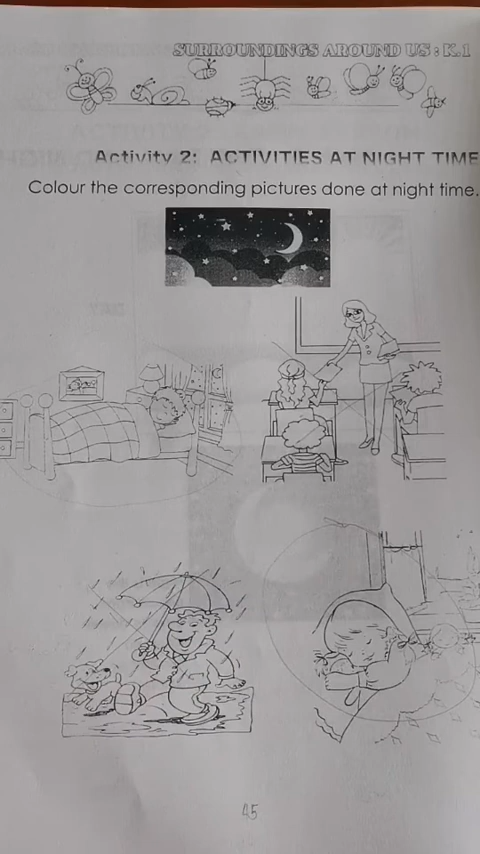 SURROUNDINGS AROUND US : K.1
Activity 2: ACTIVITIES AT NIGHT TIME
Colour the corresponding pictures done at night time.
45